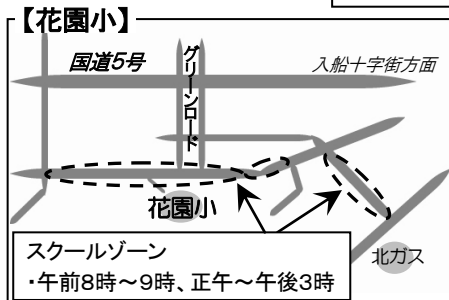 【花園小】
国道5号
グリーンロード
入船十字街方面
花園小
スクールゾーン
・午前8時～9時、正午～午後3時
北ガス